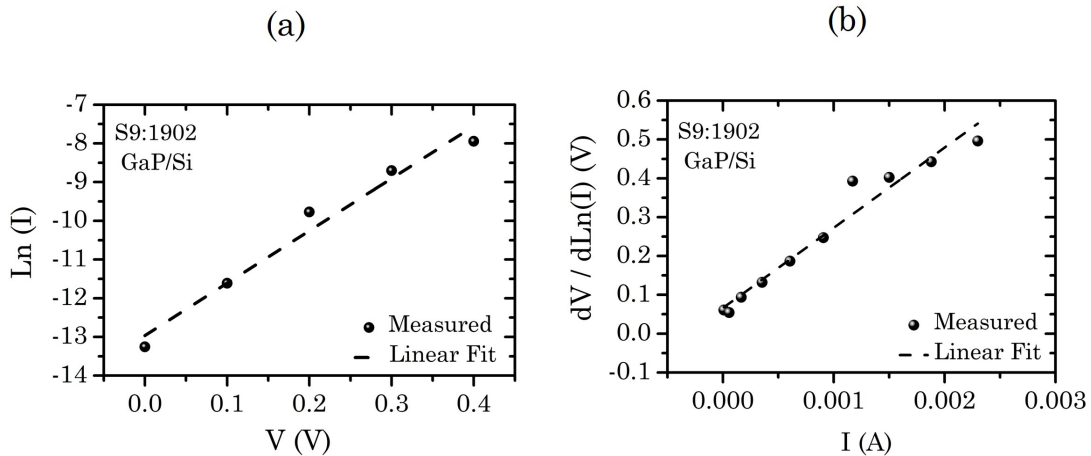 (a)
-7
-8
-9
-10
-11
-12
-13
-14
Ln (I)
S9:1902
GaP/Si
Measured
Linear Fit
0.0 0.1 0.2 0.3 0.4
V (V)
(b)
0.6
0.5
0.4
0.3
0.2
0.1
0.0
-0.1
dV / dLn(I) (V)
S9:1902
GaP/Si
Measured
Linear Fit
0.000 0.001 0.002 0.003
I (A)